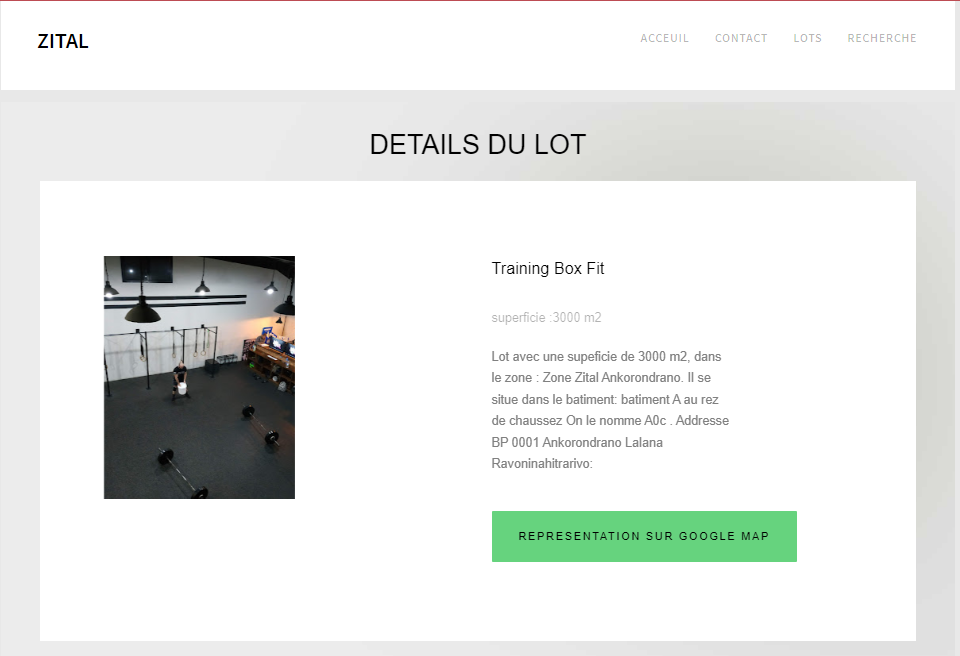 ZITAL
ACCEUIL CONTACT LOTS RECHERCHE
DETAILS DU LOT
Training Box Fit
superficie :3000 m2
Lot avec une supeficie de 3000 m2, dans
le zone : Zone Zital Ankorondrano. Il se
situe dans le batiment: batiment A au rez
de chaussez On le nomme A0c . Addresse
BP 0001 Ankorondrano Lalana
Ravoninahitrarivo:
REPRESENTATION SUR GOOGLE MAP